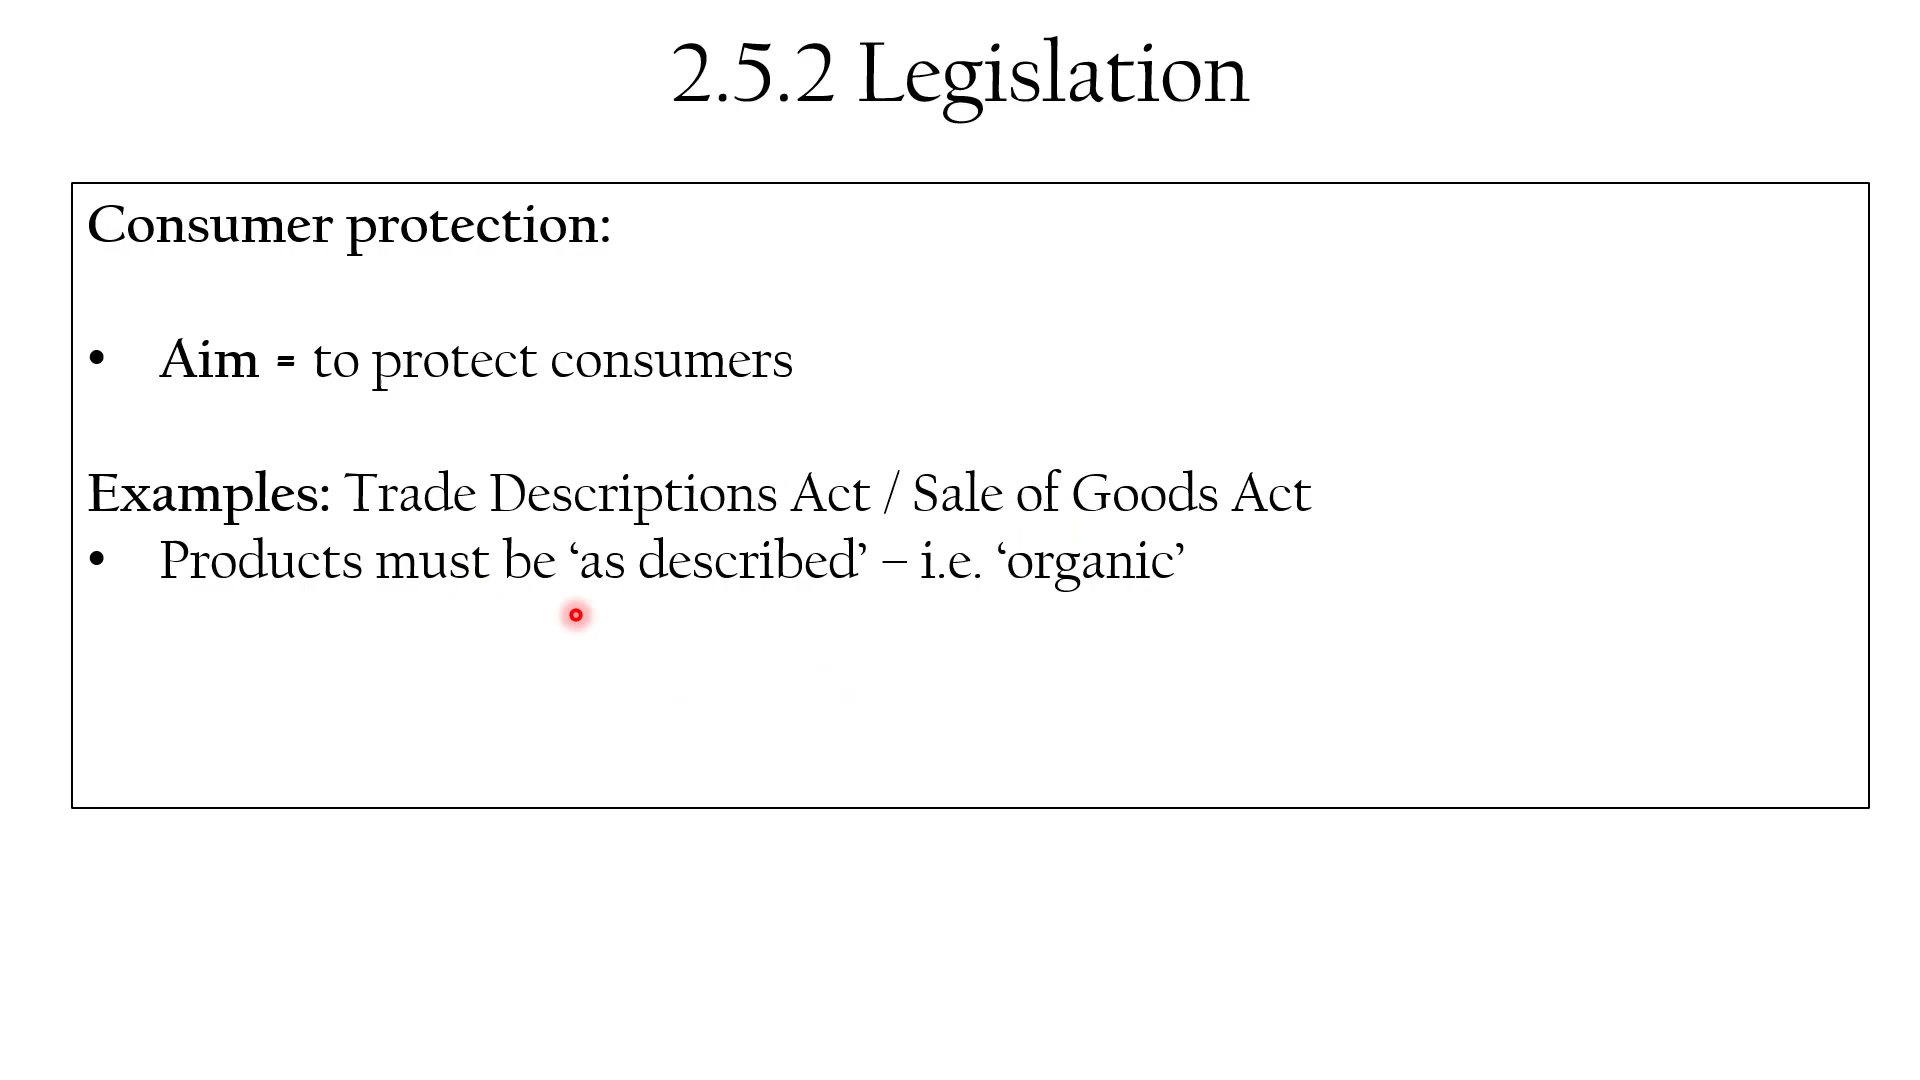 2.5.2 Legislation
Consumer protection:
• Aim = to protect consumers
Examples: Trade Descriptions Act / Sale of Goods Act
• Products must be ‘as described’ – i.e. ‘organic’